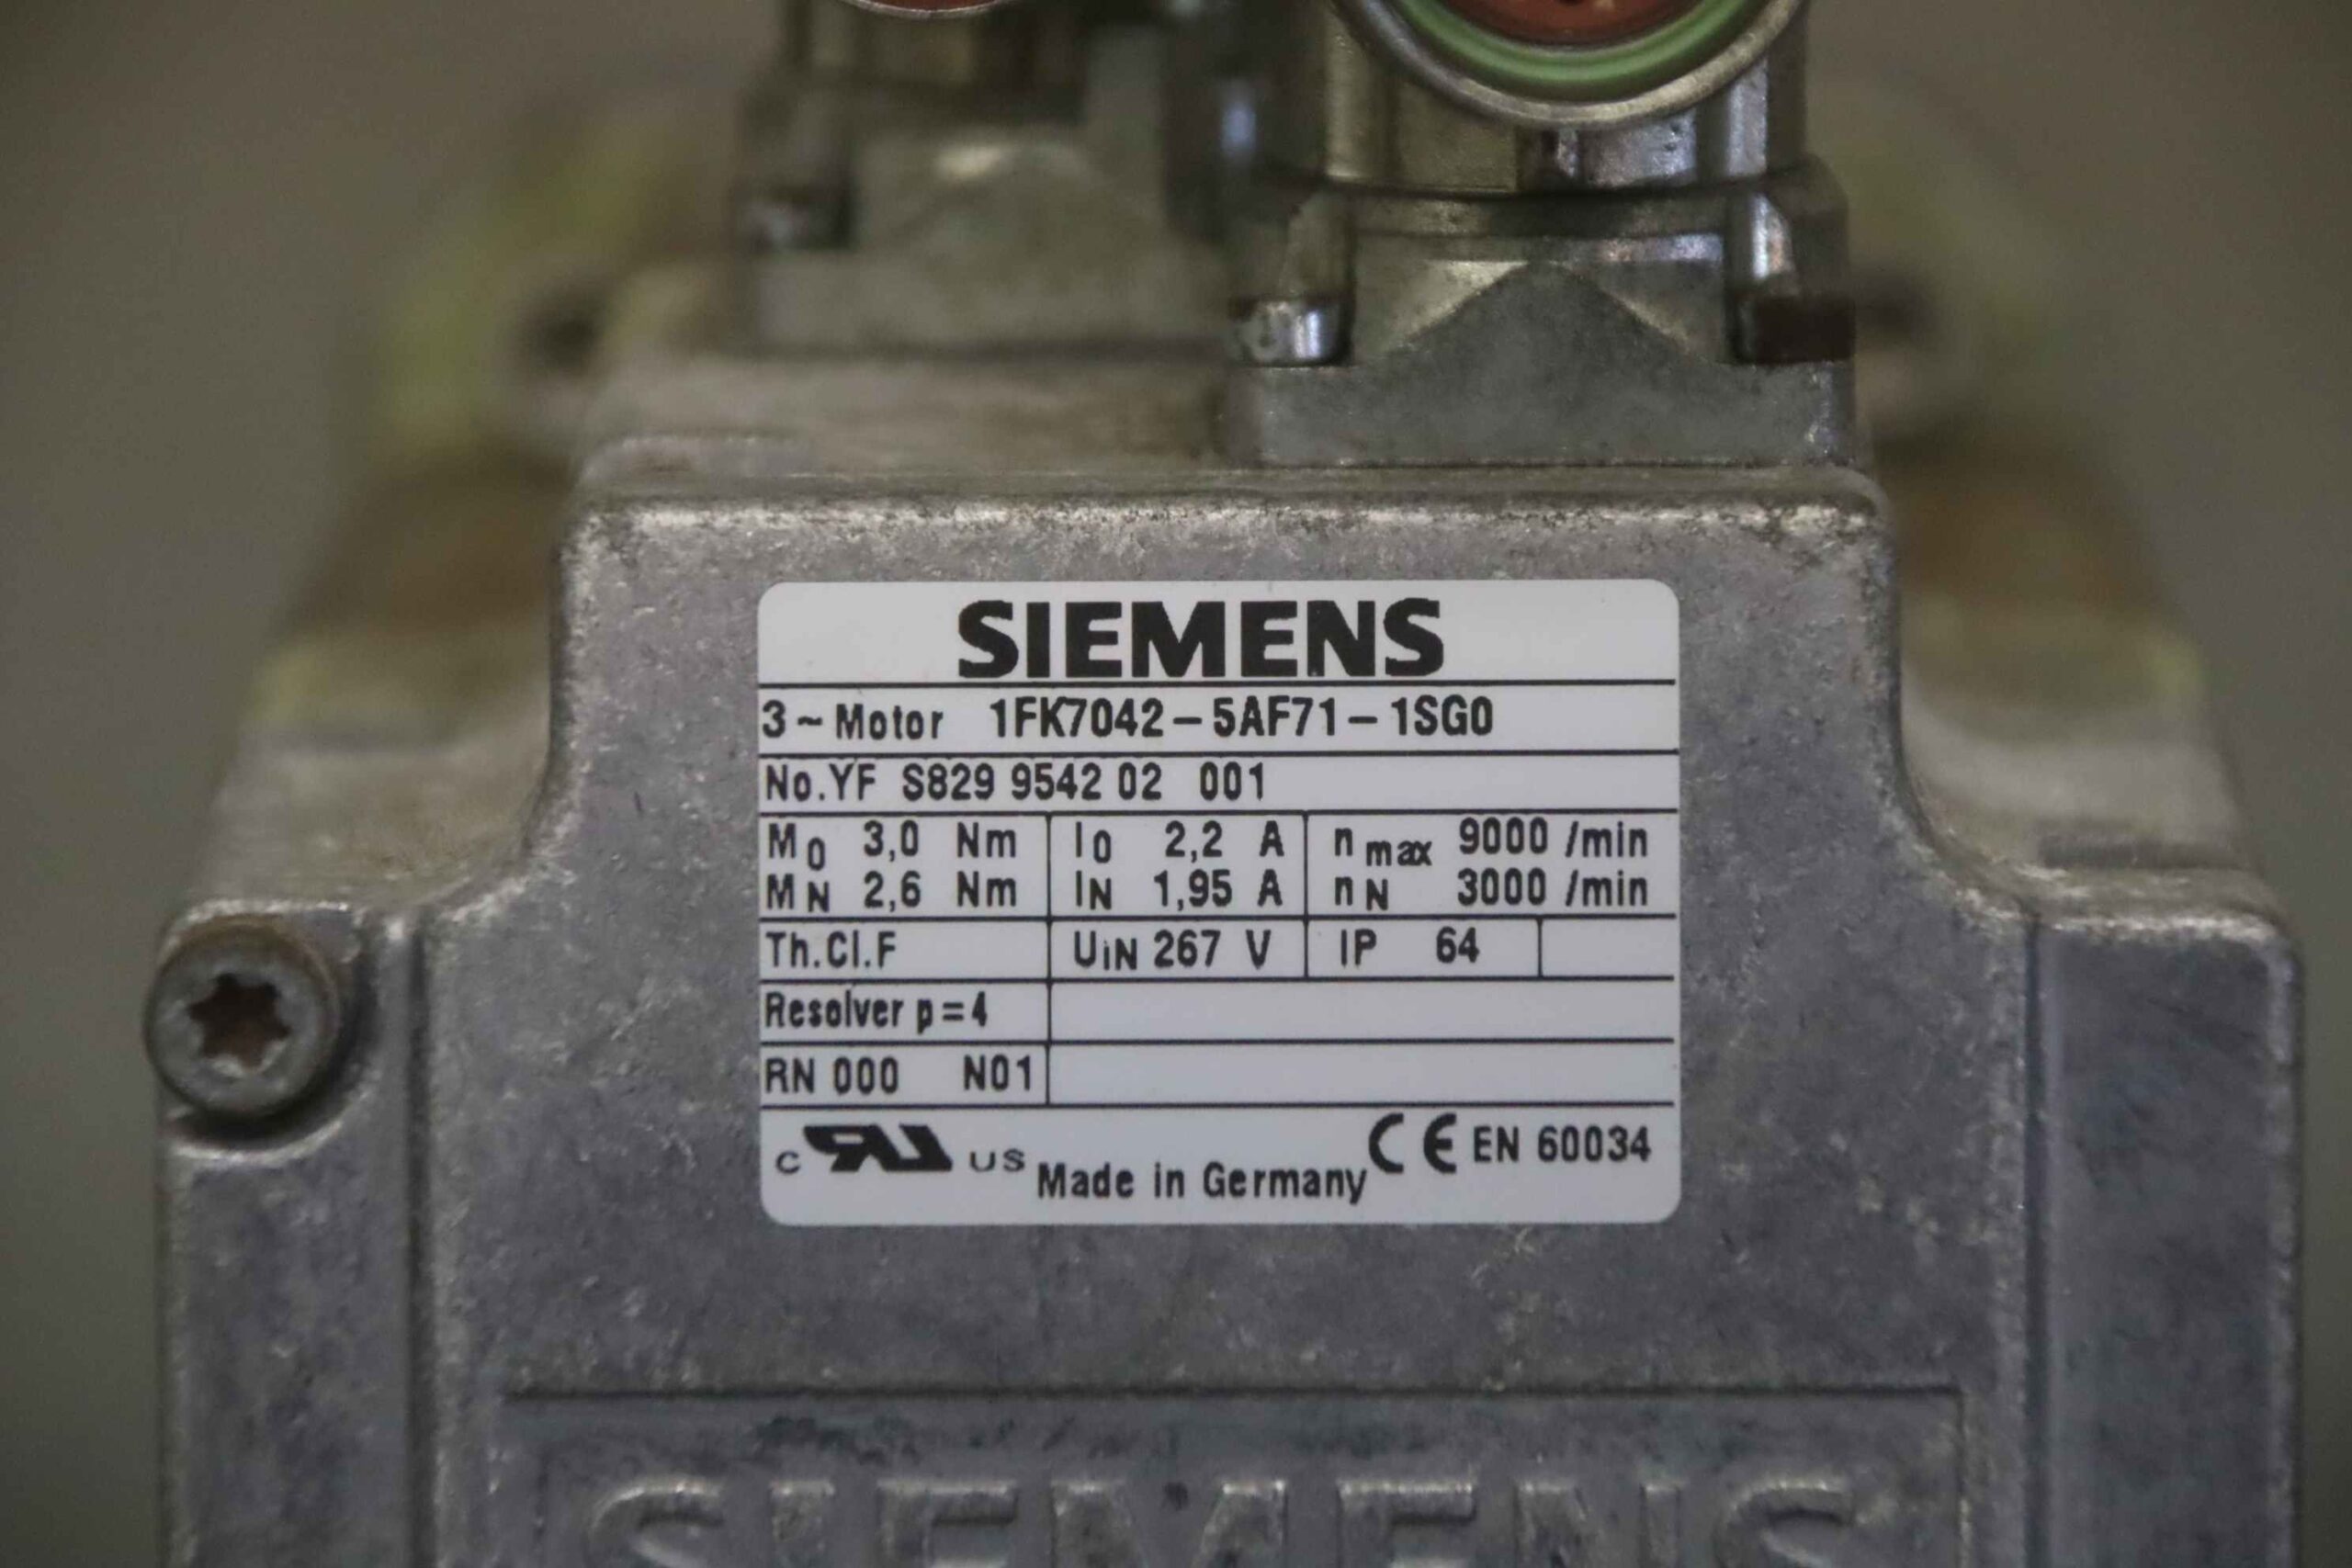 SIEMENS
3~Motor 1FK7042-5AF71-1SG0
No.YF S829 9542 02 001
M0 3,0 Nm I0 2,2 A nmax 9000 /min
MN 2,6 Nm IN 1,95 A nN 3000 /min
Th.Cl.F UiN 267 V IP 64
Resolver p=4
RN 000 N01
c RU US Made in Germany CE EN 60034
SIEMENS